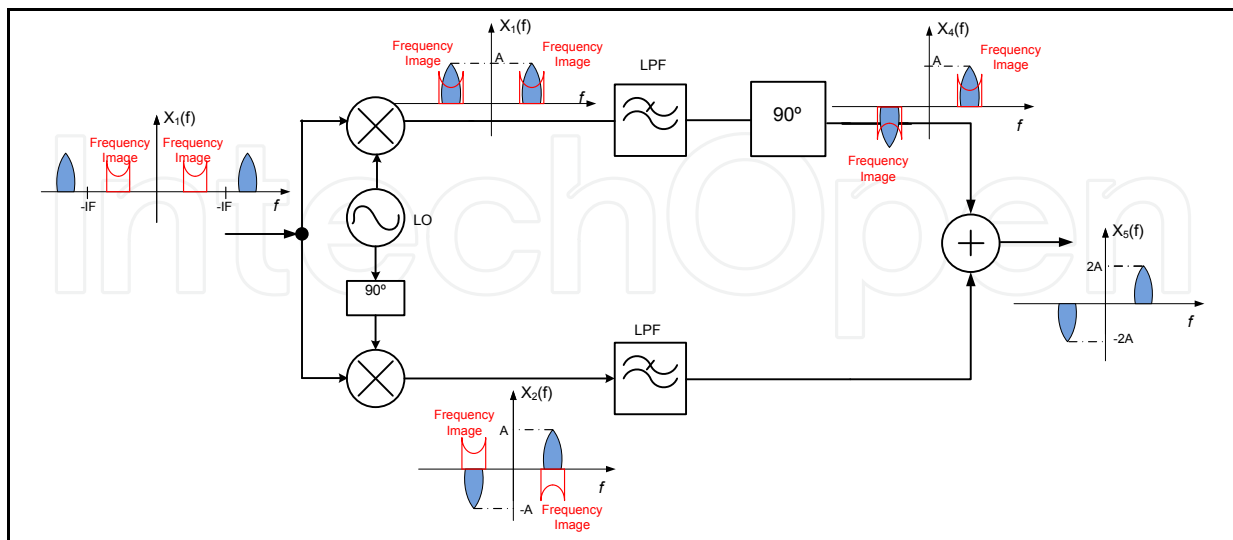 X1(f)
Frequency
Image
Frequency
Image
-IF
-IF
f
X1(f)
Frequency
Image
Frequency
Image
A
f
LPF
90º
X4(f)
Frequency
Image
A
f
Frequency
Image
LO
90º
LPF
X5(f)
2A
f
-2A
X2(f)
Frequency
Image
A
f
-A
Frequency
Image
IntechOpen